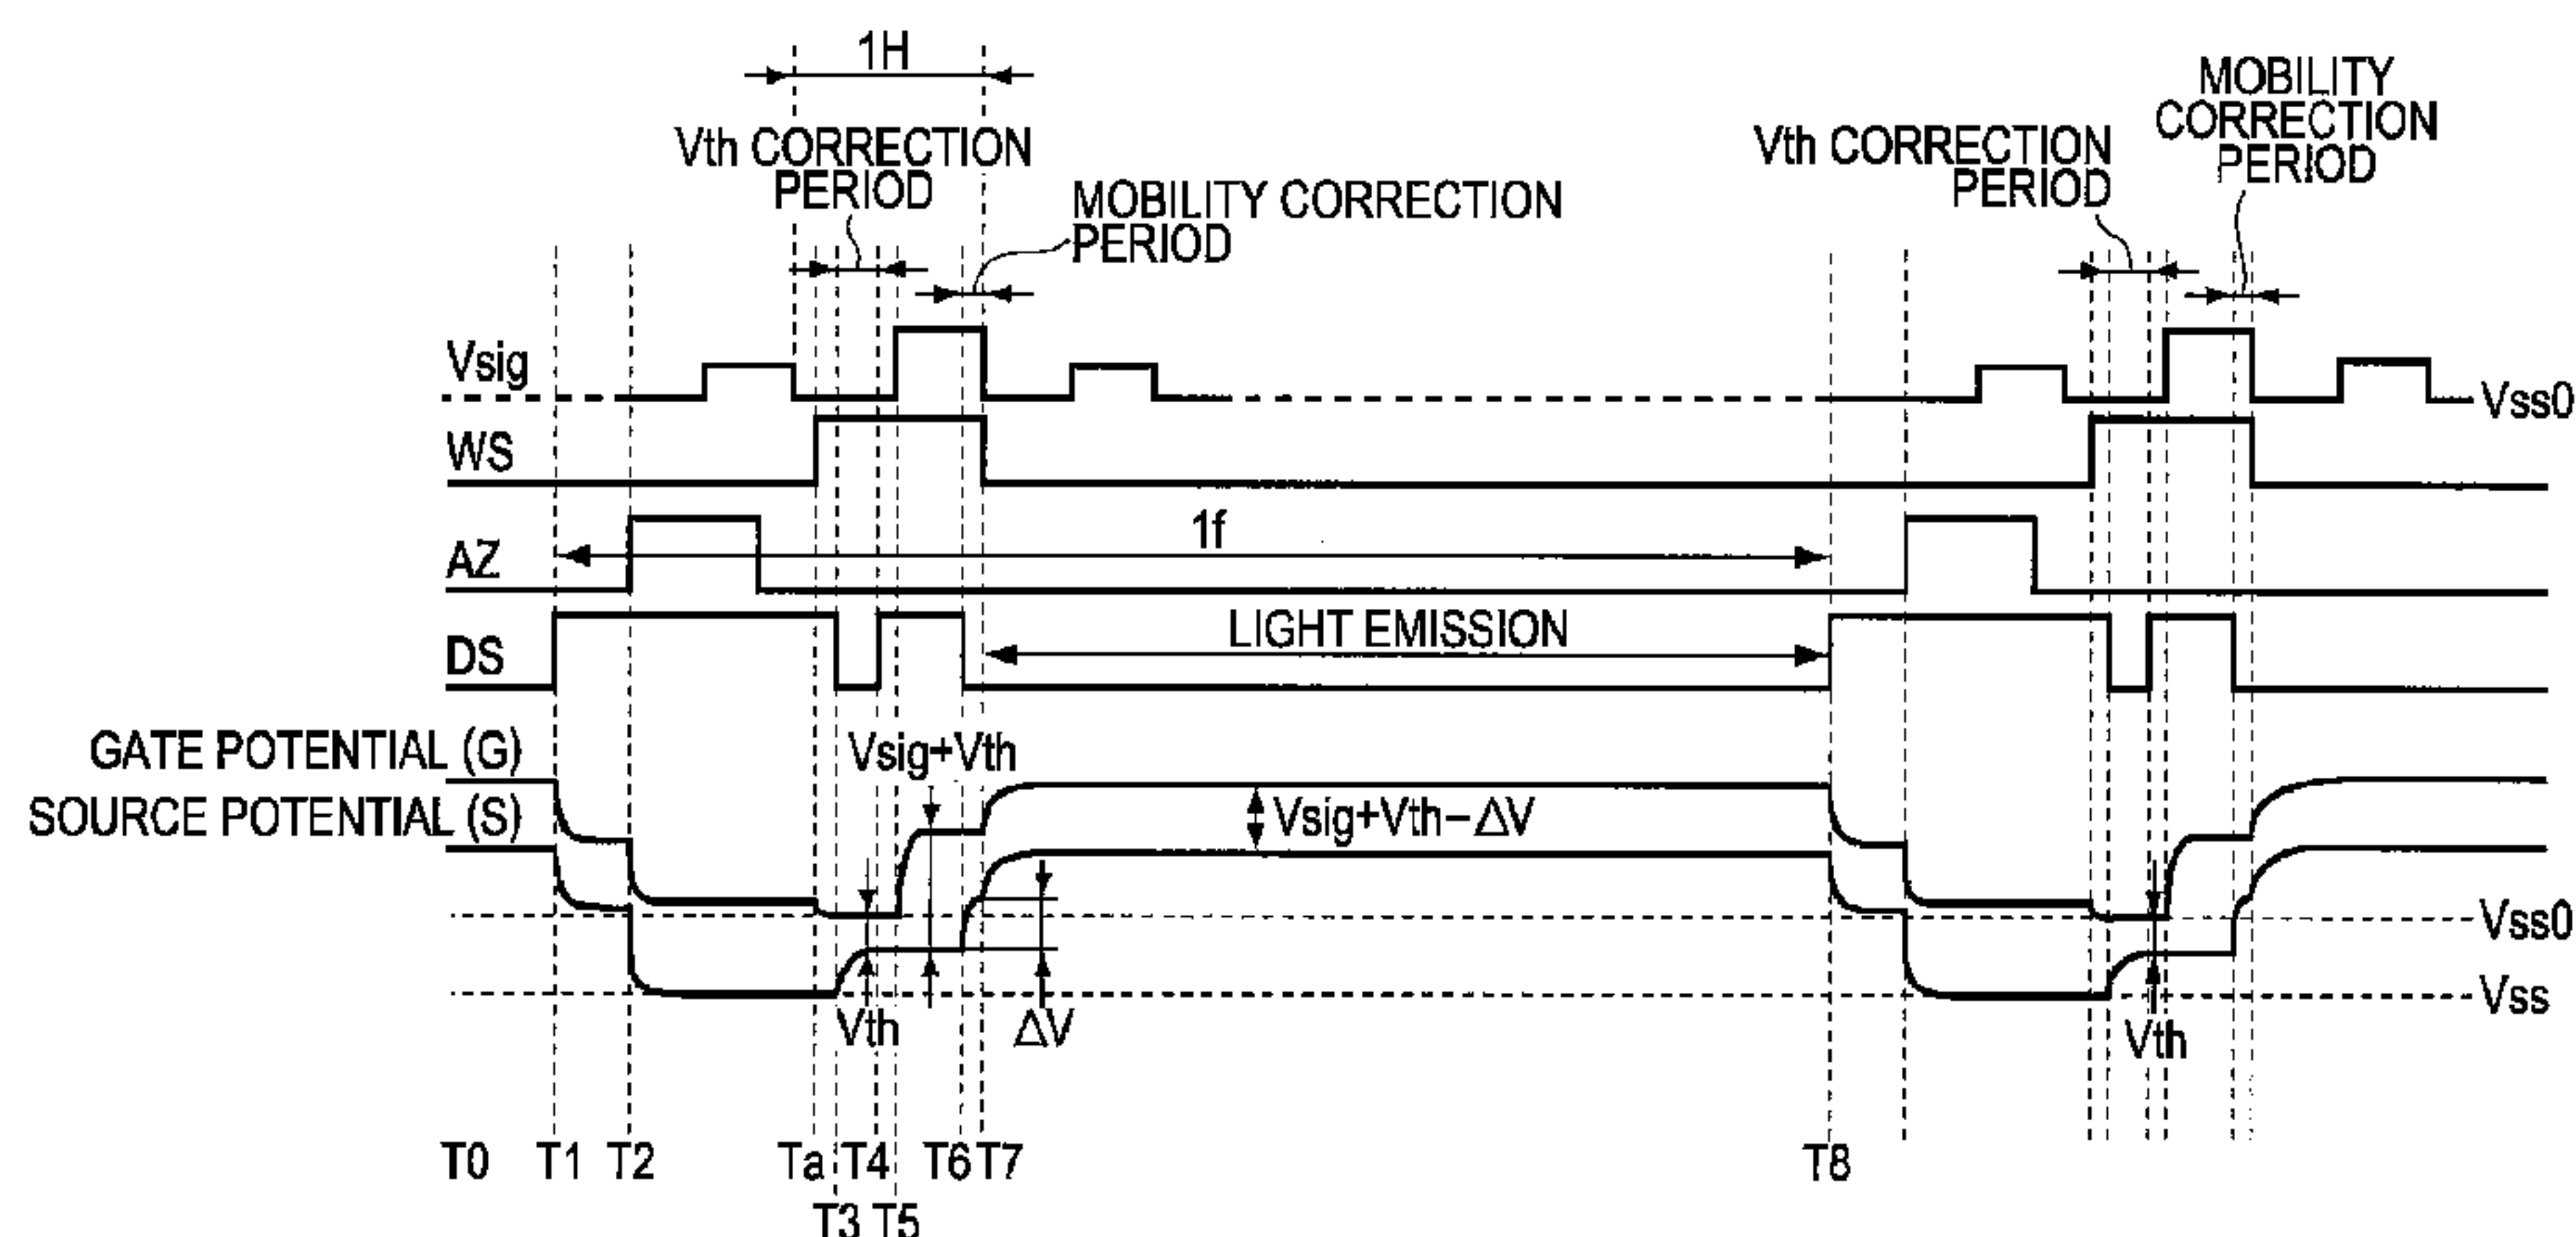 1H
Vth CORRECTION
PERIOD
MOBILITY CORRECTION
PERIOD
Vth CORRECTION
PERIOD
MOBILITY
CORRECTION
PERIOD
Vsig
Vss0
WS
AZ
1f
DS
LIGHT EMISSION
GATE POTENTIAL (G)
Vsig+Vth
SOURCE POTENTIAL (S)
Vsig+Vth−ΔV
Vss0
Vss
Vth
ΔV
Vth
T0 T1 T2 Ta T4 T6 T7 T8
T3 T5